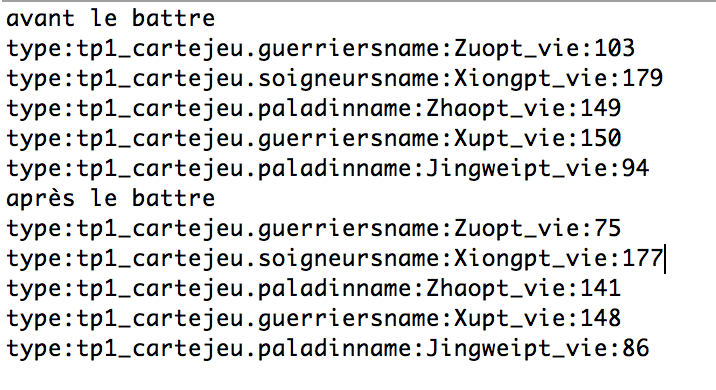 avant le battre
type:tp1_cartejeu.guerriersname:Zuopt_vie:103
type:tp1_cartejeu.soigneursname:Xiongpt_vie:179
type:tp1_cartejeu.paladinname:Zhaopt_vie:149
type:tp1_cartejeu.guerriersname:Xupt_vie:150
type:tp1_cartejeu.paladinname:Jingweipt_vie:94
après le battre
type:tp1_cartejeu.guerriersname:Zuopt_vie:75
type:tp1_cartejeu.soigneursname:Xiongpt_vie:177
type:tp1_cartejeu.paladinname:Zhaopt_vie:141
type:tp1_cartejeu.guerriersname:Xupt_vie:148
type:tp1_cartejeu.paladinname:Jingweipt_vie:86